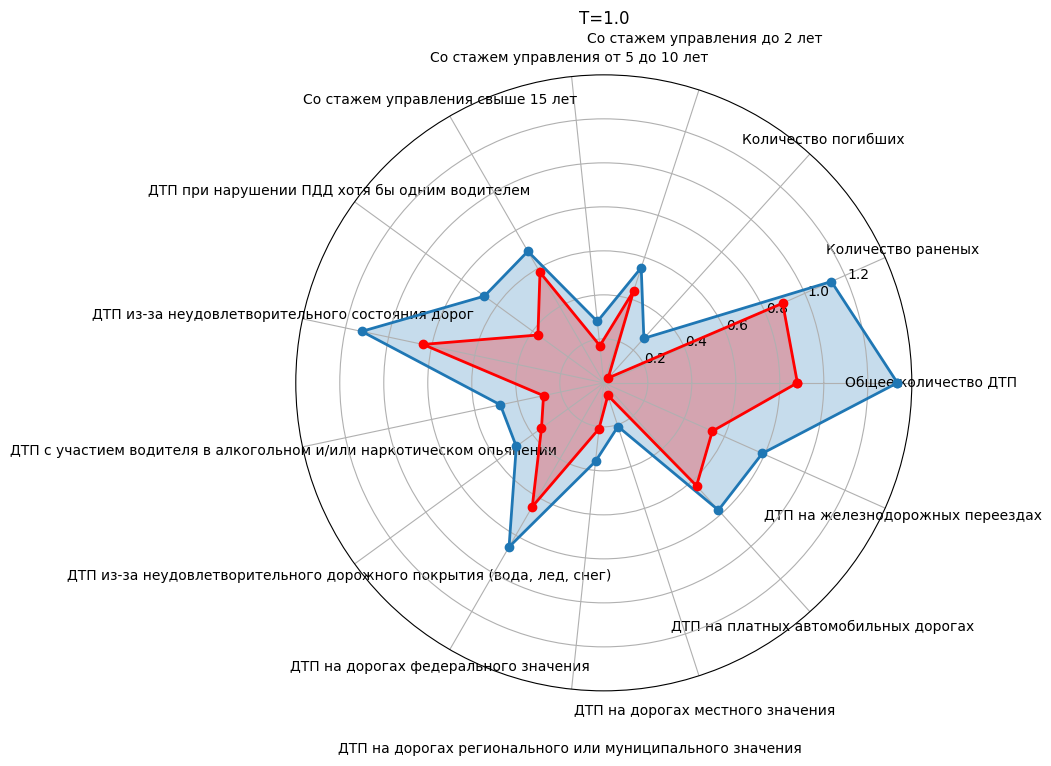 T=1.0
Со стажем управления до 2 лет
Со стажем управления от 5 до 10 лет
Со стажем управления свыше 15 лет
Количество погибших
ДТП при нарушении ПДД хотя бы одним водителем
Количество раненых
1.2
1.0
0.8
0.6
0.4
0.2
ДТП из-за неудовлетворительного состояния дорог
Общее количество ДТП
ДТП с участием водителя в алкогольном и/или наркотическом опьянении
ДТП на железнодорожных переездах
ДТП из-за неудовлетворительного дорожного покрытия (вода, лед, снег)
ДТП на платных автомобильных дорогах
ДТП на дорогах федерального значения
ДТП на дорогах местного значения
ДТП на дорогах регионального или муниципального значения